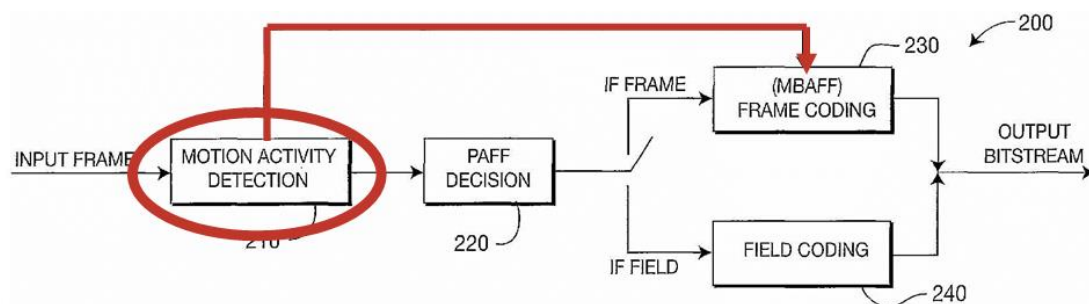 200
230
(MBAFF)
FRAME CODING
IF FRAME
INPUT FRAME
MOTION ACTIVITY
DETECTION
210
PAFF
DECISION
220
OUTPUT
BITSTREAM
IF FIELD
FIELD CODING
240